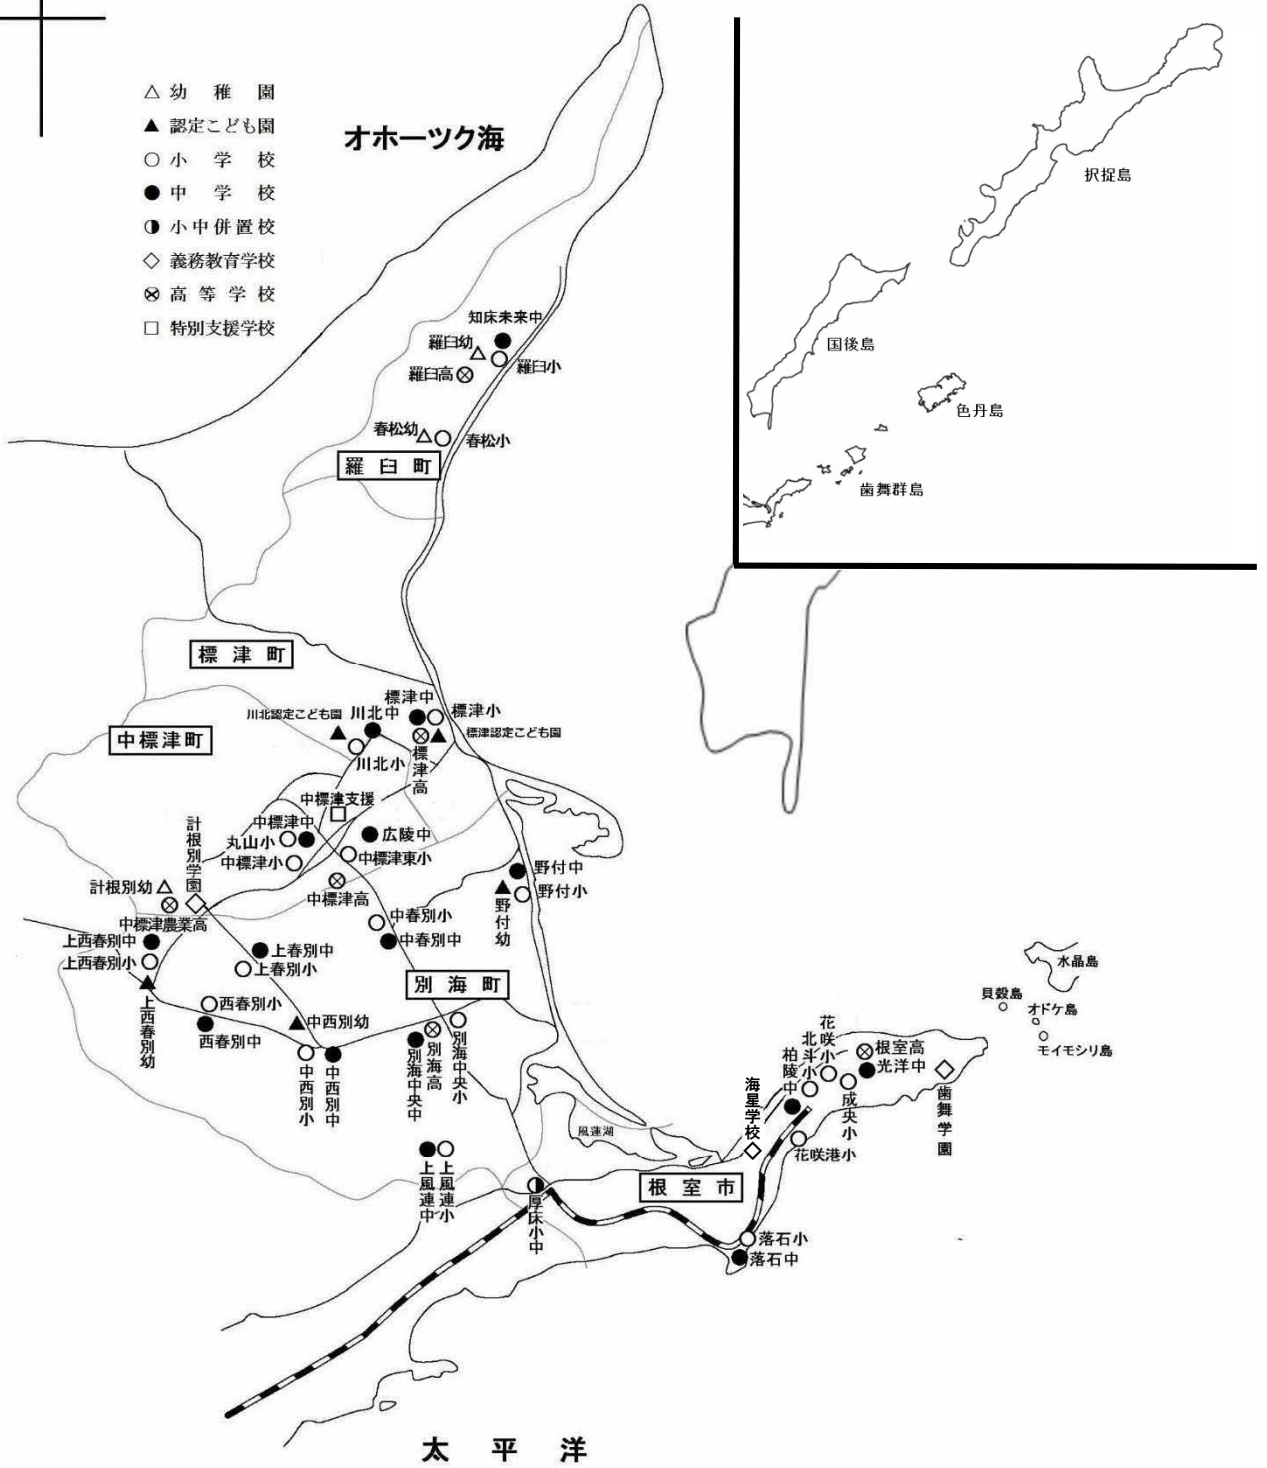 幼稚園
認定こども園
小学校
中学校
小中併置校
義務教育学校
高等学校
特別支援学校
オホーツク海
択捉島
国後島
色丹島
歯舞群島
知床未来中
羅臼幼
羅臼小
羅臼高
春松幼
春松小
羅臼町
標津町
中標津町
川北認定こども園
川北中
標津中
標津小
標津認定こども園
川北小
標津高
中標津支援
中標津中
丸山小
広陵中
中標津小
中標津東小
計根別学園
計根別幼
中標津高
中標津農業高
野付中
野付小
野付幼
中春別小
中春別中
上西春別中
上西春別小
上西春別幼
上春別中
上春別小
別海町
西春別小
西春別中
中西別幼
中西別小
中西別中
別海中央中
別海高
別海中央小
上風連中
上風連小
厚床小中
風蓮湖
根室市
海星学校
柏陵中
北斗小
花咲小
根室高
光洋中
成央小
歯舞学園
花咲港小
落石小
落石中
水晶島
貝殻島
オドケ島
モイモシリ島
太平洋